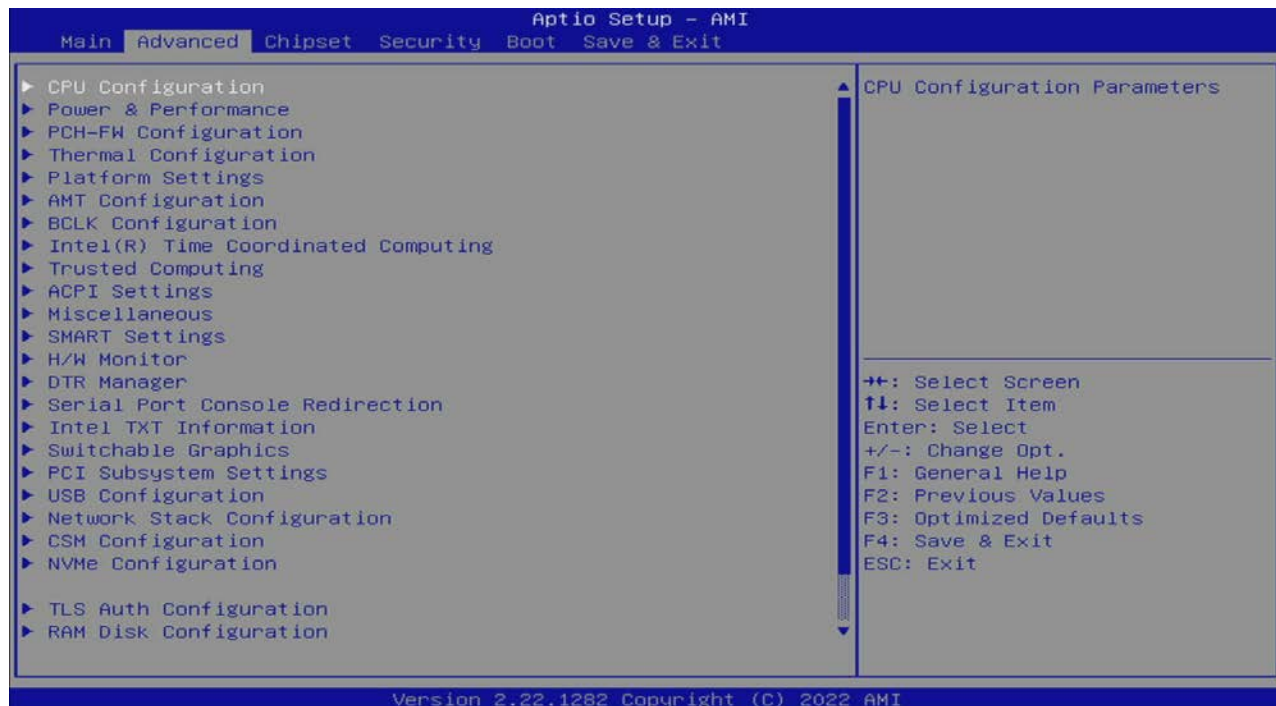 Aptio Setup – AMI
Main Advanced Chipset Security Boot Save & Exit
▶ CPU Configuration
▶ Power & Performance
▶ PCH-FW Configuration
▶ Thermal Configuration
▶ Platform Settings
▶ AMT Configuration
▶ BCLK Configuration
▶ Intel(R) Time Coordinated Computing
▶ Trusted Computing
▶ ACPI Settings
▶ Miscellaneous
▶ SMART Settings
▶ H/W Monitor
▶ DTR Manager
▶ Serial Port Console Redirection
▶ Intel TXT Information
▶ Switchable Graphics
▶ PCI Subsystem Settings
▶ USB Configuration
▶ Network Stack Configuration
▶ CSM Configuration
▶ NVMe Configuration
▶ TLS Auth Configuration
▶ RAM Disk Configuration
CPU Configuration Parameters
→←: Select Screen
↑↓: Select Item
Enter: Select
+/-: Change Opt.
F1: General Help
F2: Previous Values
F3: Optimized Defaults
F4: Save & Exit
ESC: Exit
Version 2.22.1282 Copyright (C) 2022 AMI